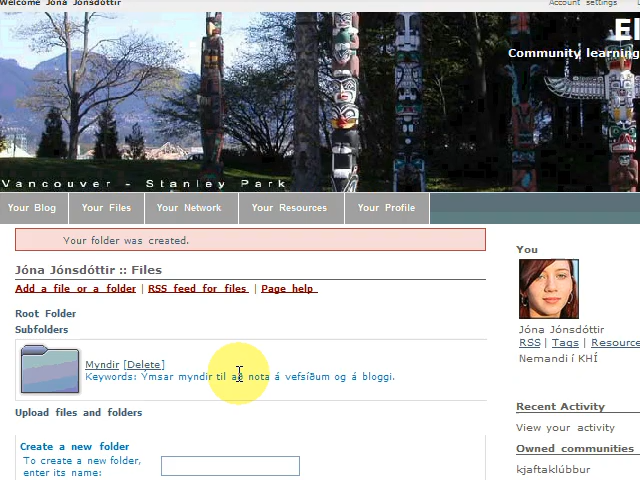 Welcome Jóna Jónsdóttir
Account settings
El
Community learning
Vancouver - Stanley Park
Your Blog
Your Files
Your Network
Your Resources
Your Profile
Your folder was created.
Jóna Jónsdóttir :: Files
Add a file or a folder | RSS feed for files | Page help
Root Folder
Subfolders
Myndir [Delete]
Keywords: Ýmsar myndir til að nota á vefsíðum og á bloggi.
Upload files and folders
Create a new folder
To create a new folder,
enter its name:
You
Jóna Jónsdóttir
RSS | Tags | Resource
Nemandi í KHÍ
Recent Activity
View your activity
Owned communities
kjaftaklúbbur